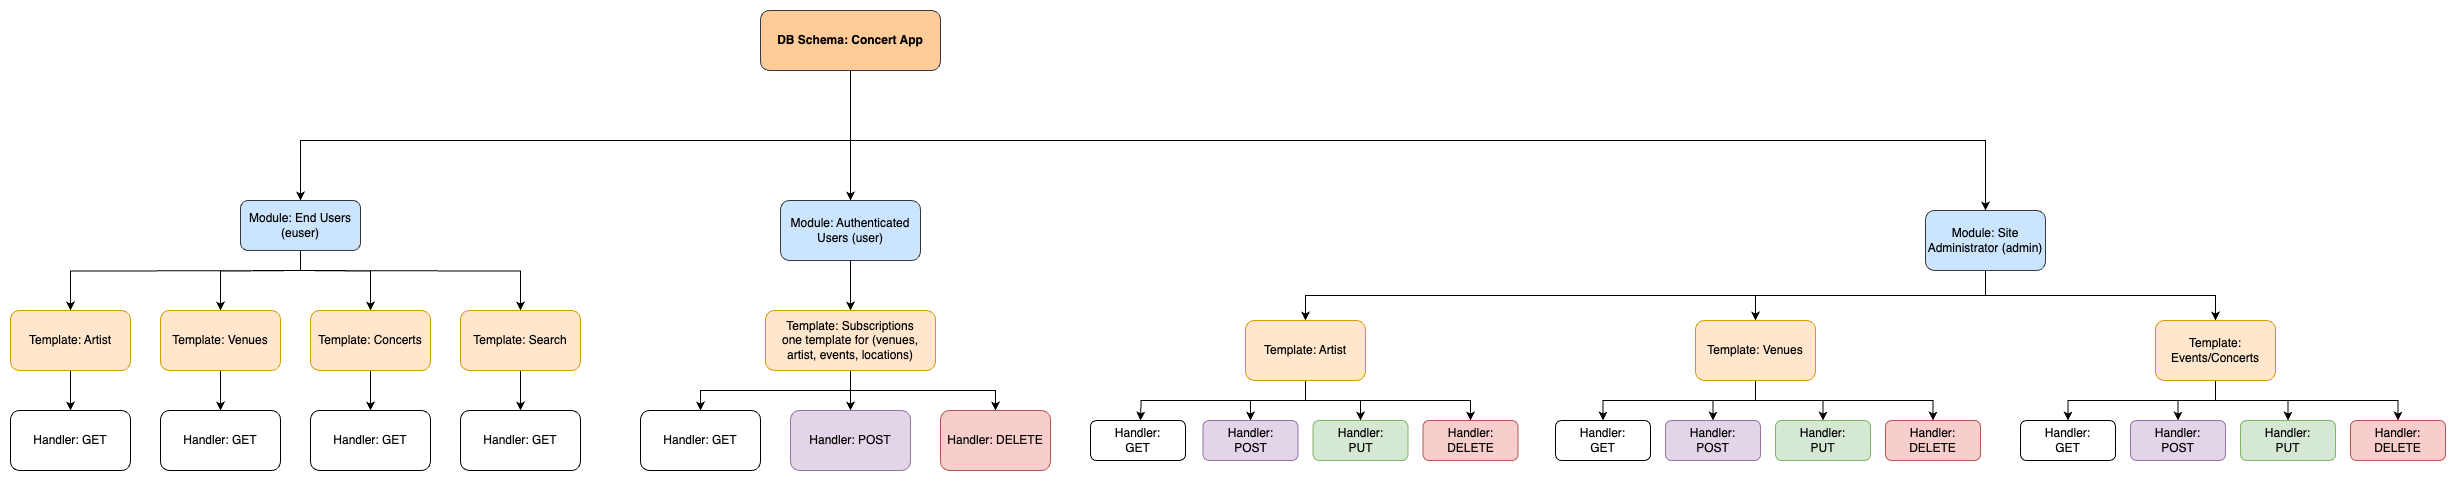 DB Schema: Concert App
Module: End Users
(euser)
Module: Authenticated
Users (user)
Module: Site
Administrator (admin)
Template: Artist
Template: Venues
Template: Concerts
Template: Search
Template: Subscriptions
one template for (venues,
artist, events, locations)
Template: Artist
Template: Venues
Template:
Events/Concerts
Handler: GET
Handler: GET
Handler: GET
Handler: GET
Handler: GET
Handler: POST
Handler: DELETE
Handler:
GET
Handler:
POST
Handler:
PUT
Handler:
DELETE
Handler:
GET
Handler:
POST
Handler:
PUT
Handler:
DELETE
Handler:
GET
Handler:
POST
Handler:
PUT
Handler:
DELETE